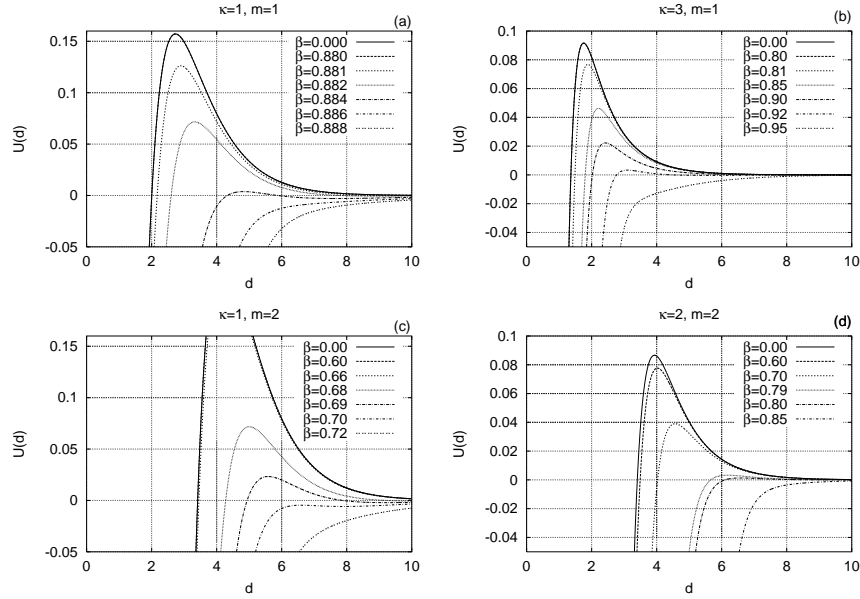 κ=1, m=1
(a)
U(d)
0.15
0.1
0.05
0
-0.05
β=0.000
β=0.880
β=0.881
β=0.882
β=0.884
β=0.886
β=0.888
0 2 4 6 8 10
d
κ=3, m=1
(b)
U(d)
0.1
0.08
0.06
0.04
0.02
0
-0.02
-0.04
β=0.00
β=0.80
β=0.81
β=0.85
β=0.90
β=0.92
β=0.95
0 2 4 6 8 10
d
κ=1, m=2
(c)
U(d)
0.15
0.1
0.05
0
-0.05
β=0.00
β=0.60
β=0.66
β=0.68
β=0.69
β=0.70
β=0.72
0 2 4 6 8 10
d
κ=2, m=2
(d)
U(d)
0.1
0.08
0.06
0.04
0.02
0
-0.02
-0.04
β=0.00
β=0.60
β=0.70
β=0.79
β=0.80
β=0.85
0 2 4 6 8 10
d